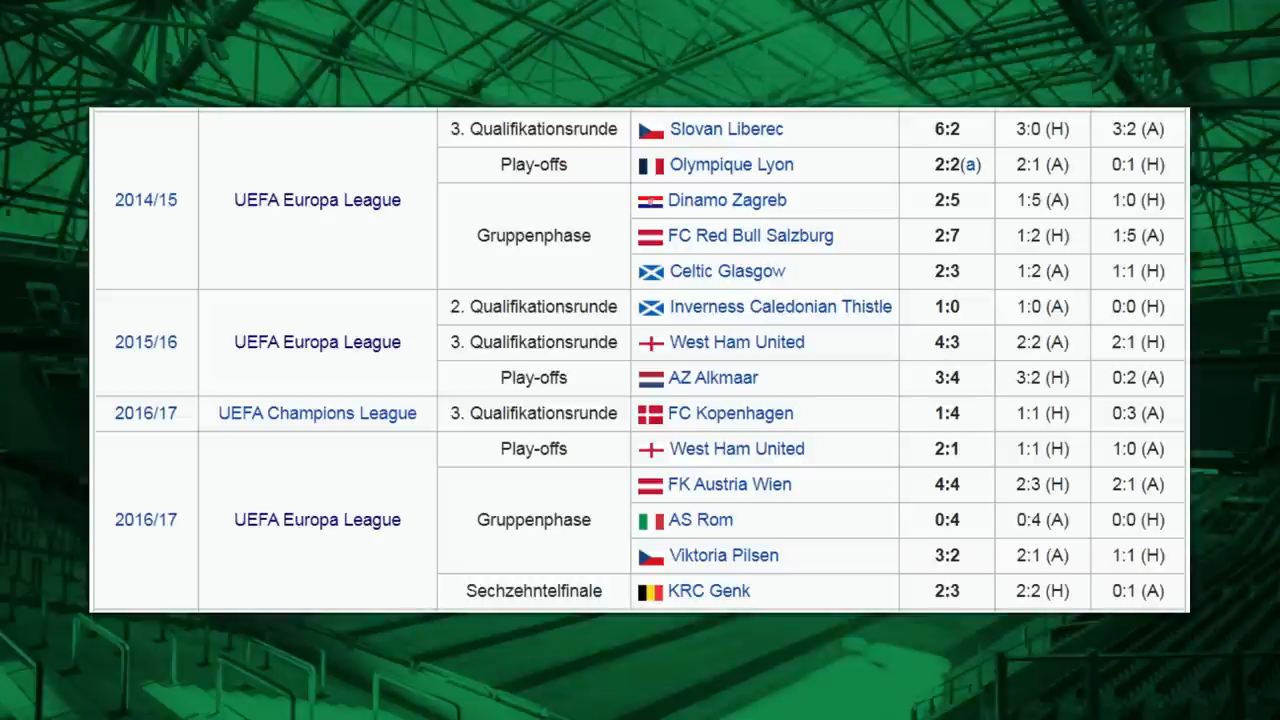 3. Qualifikationsrunde Slovan Liberec 6:2 3:0 (H) 3:2 (A)
Play-offs Olympique Lyon 2:2(a) 2:1 (A) 0:1 (H)
2014/15 UEFA Europa League Dinamo Zagreb 2:5 1:5 (A) 1:0 (H)
Gruppenphase FC Red Bull Salzburg 2:7 1:2 (H) 1:5 (A)
Celtic Glasgow 2:3 1:2 (A) 1:1 (H)
2. Qualifikationsrunde Inverness Caledonian Thistle 1:0 1:0 (A) 0:0 (H)
2015/16 UEFA Europa League 3. Qualifikationsrunde West Ham United 4:3 2:2 (A) 2:1 (H)
Play-offs AZ Alkmaar 3:4 3:2 (H) 0:2 (A)
2016/17 UEFA Champions League 3. Qualifikationsrunde FC Kopenhagen 1:4 1:1 (H) 0:3 (A)
Play-offs West Ham United 2:1 1:1 (H) 1:0 (A)
FK Austria Wien 4:4 2:3 (H) 2:1 (A)
2016/17 UEFA Europa League Gruppenphase AS Rom 0:4 0:4 (A) 0:0 (H)
Viktoria Pilsen 3:2 2:1 (A) 1:1 (H)
Sechzehntelfinale KRC Genk 2:3 2:2 (H) 0:1 (A)